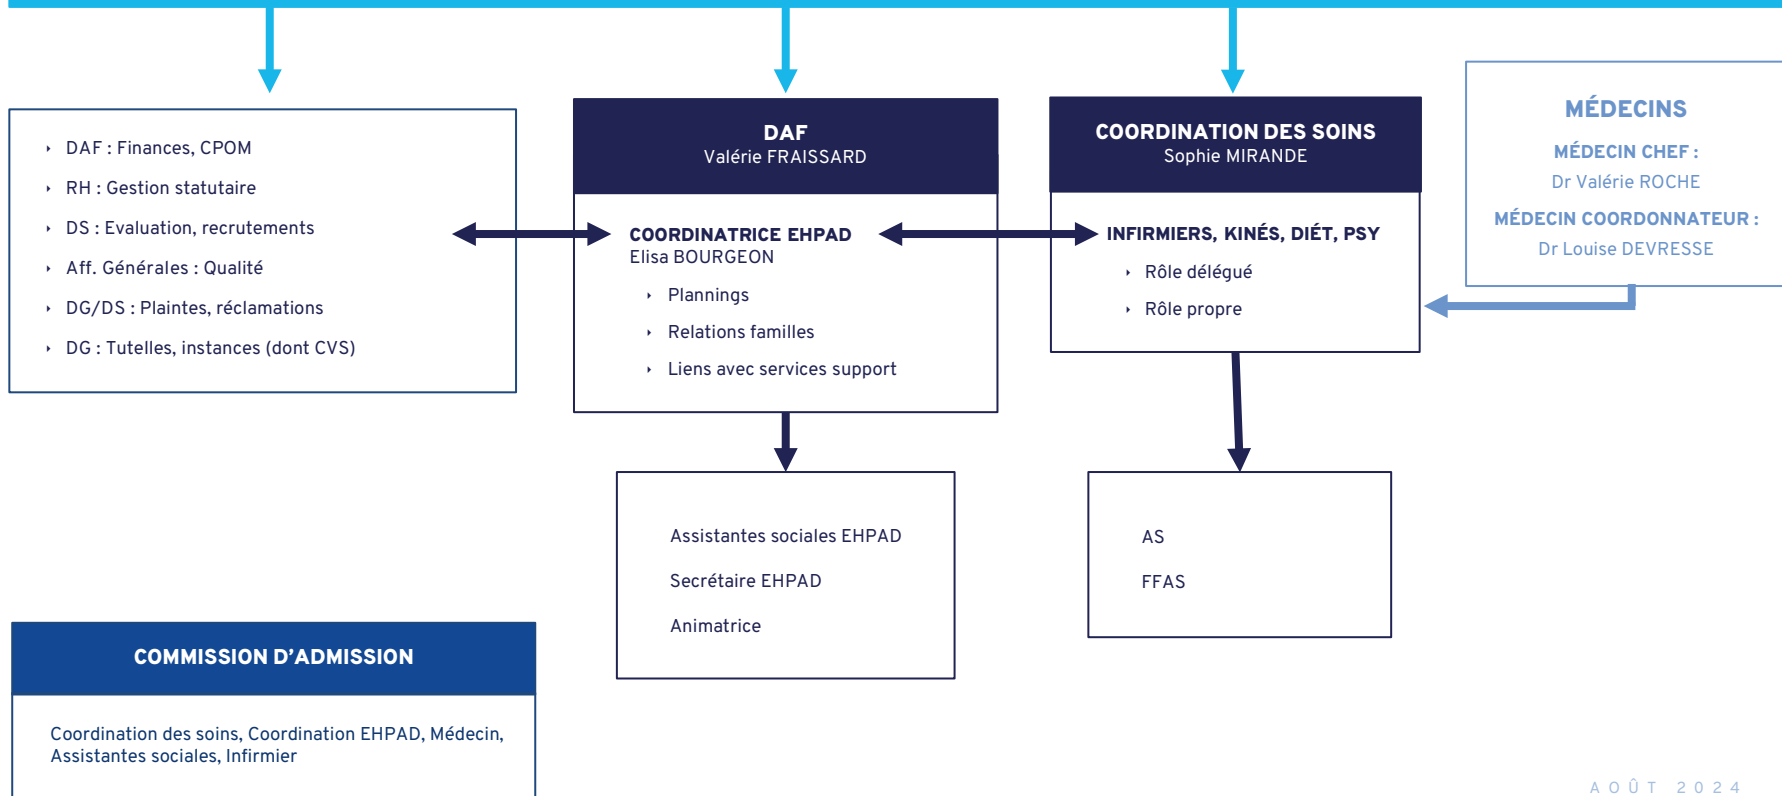 DAF : Finances, CPOM
RH : Gestion statutaire
DS : Evaluation, recrutements
Aff. Générales : Qualité
DG/DS : Plaintes, réclamations
DG : Tutelles, instances (dont CVS)
DAF
Valérie FRAISSARD
COORDINATRICE EHPAD
Elisa BOURGEON
Plannings
Relations familles
Liens avec services support
COORDINATION DES SOINS
Sophie MIRANDE
INFIRMIERS, KINÉS, DIÉT, PSY
Rôle délégué
Rôle propre
MÉDECINS
MÉDECIN CHEF :
Dr Valérie ROCHE
MÉDECIN COORDONNATEUR :
Dr Louise DEVRESSE
Assistantes sociales EHPAD
Secrétaire EHPAD
Animatrice
AS
FFAS
COMMISSION D’ADMISSION
Coordination des soins, Coordination EHPAD, Médecin,
Assistantes sociales, Infirmier
AOÛT 2024